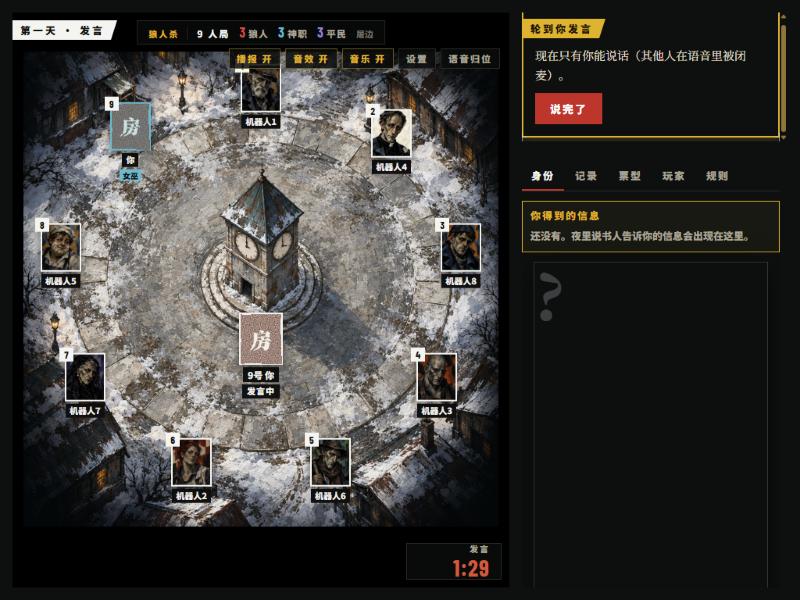 第一天 · 发言
狼人杀 9 人局 3 狼人 3 神职 3 平民 屠边
播报 开 音效 开 音乐 开 设置 语音归位
9
房
你
女巫
机器人1
2
机器人4
8
机器人5
3
机器人8
房
9号 你
发言中
7
机器人7
4
机器人3
6
机器人2
5
机器人6
发言
1:29
轮到你发言
现在只有你能说话（其他人在语音里被闭
麦）。
说完了
身份 记录 票型 玩家 规则
你得到的信息
还没有。夜里说书人告诉你的信息会出现在这里。
?